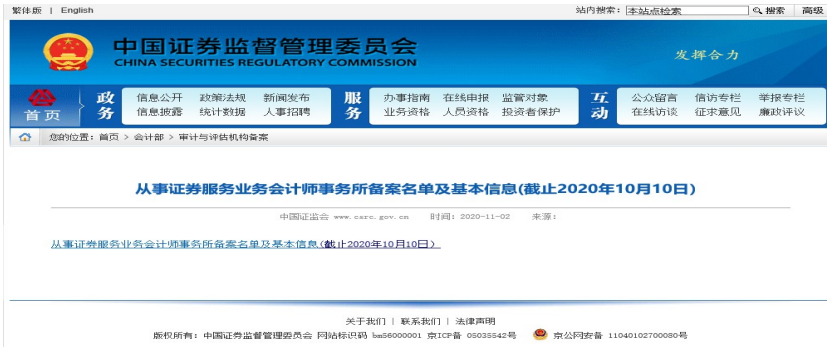 繁体版 | English 站内搜索: 本站点检索 搜索 高级
中国证券监督管理委员会
CHINA SECURITIES REGULATORY COMMISSION
发挥合力
首页
政务
信息公开 政策法规 新闻发布
信息披露 统计数据 人事招聘
服务
办事指南 在线申报 监管对象
业务资格 人员资格 投资者保护
互动
公众留言 信访专栏 举报专栏
在线访谈 征求意见 廉政评议
您的位置: 首页 > 会计部 > 审计与评估机构备案
从事证券服务业务会计师事务所备案名单及基本信息(截止2020年10月10日)
中国证监会 www.csrc.gov.cn 时间: 2020-11-02 来源:
从事证券服务业务会计师事务所备案名单及基本信息(截止2020年10月10日)
关于我们 | 联系我们 | 法律声明
版权所有: 中国证券监督管理委员会 网站标识码 bm56000001 京ICP备 05035542号 京公网安备 11040102700080号